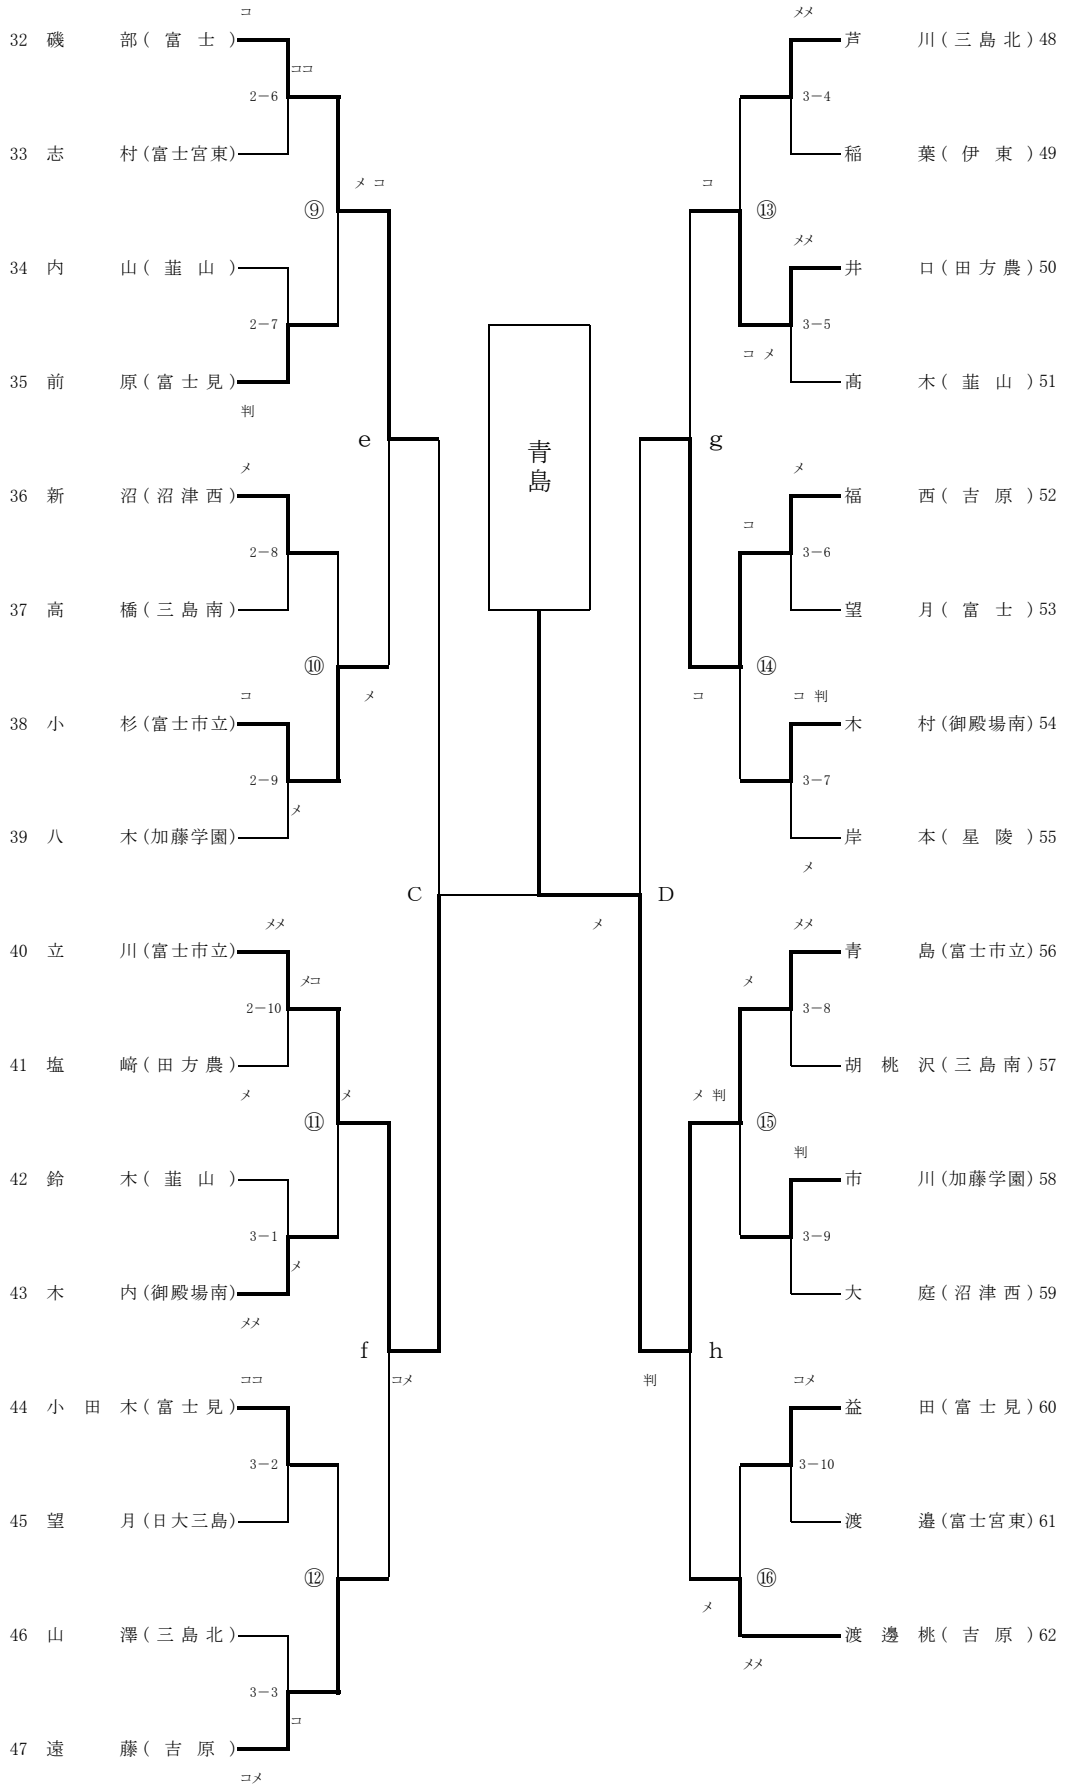 コ
32 磯 部(富士)
ココ
2－6
33 志 村(富士宮東)
メ コ
⑨
34 内 山(韮山)
2－7
35 前 原(富士見)
判
e
メ
36 新 沼(沼津西)
2－8
37 高 橋(三島南)
⑩
コ
メ
38 小 杉(富士市立)
2－9
メ
39 八 木(加藤学園)
C
メメ
40 立 川(富士市立)
メコ
2－10
41 塩 﨑(田方農)
メ
メ
⑪
42 鈴 木(韮山)
3－1
メ
43 木 内(御殿場南)
メメ
f
ココ
コメ
44 小 田 木(富士見)
3－2
45 望 月(日大三島)
⑫
46 山 澤(三島北)
3－3
コ
47 遠 藤(吉原)
コメ
青島
メ
メメ
芦 川(三島北)48
3－4
稲 葉(伊東)49
コ
⑬
メメ
井 口(田方農)50
3－5
コ メ
髙 木(韮山)51
g
メ
福 西(吉原)52
コ
3－6
望 月(富士)53
⑭
コ
コ 判
木 村(御殿場南)54
3－7
岸 本(星陵)55
メ
D
メメ
青 島(富士市立)56
メ
3－8
胡 桃 沢(三島南)57
メ 判
⑮
判
市 川(加藤学園)58
3－9
大 庭(沼津西)59
h
判
コメ
益 田(富士見)60
3－10
渡 邉(富士宮東)61
⑯
メ
渡 邊 桃(吉原)62
メメ